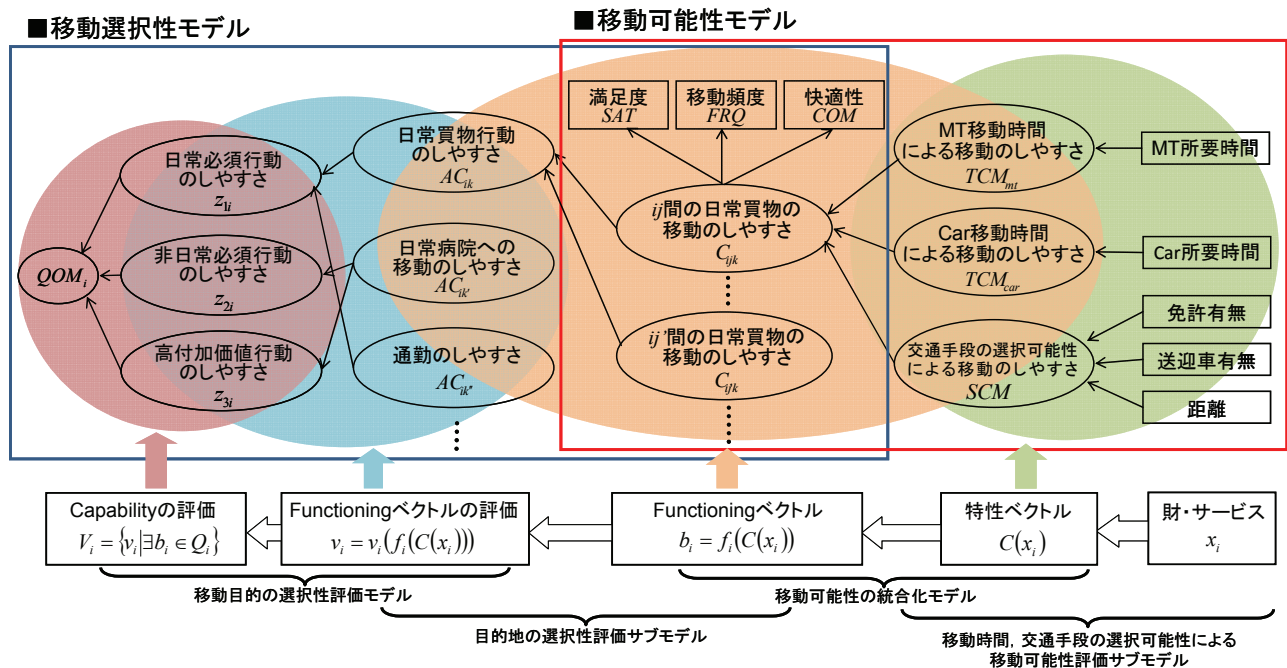 ■移動選択性モデル
■移動可能性モデル
満足度
SAT
移動頻度
FRQ
快適性
COM
日常必須行動
のしやすさ
z1i
非日常必須行動
のしやすさ
z2i
高付加価値行動
のしやすさ
z3i
QOMi
日常買物行動
のしやすさ
ACik
日常病院への
移動のしやすさ
ACik'
通勤のしやすさ
ACik"
ij間の日常買物の
移動のしやすさ
Cijk
ij'間の日常買物の
移動のしやすさ
Cij'k
MT移動時間
による移動のしやすさ
TCMmt
Car移動時間
による移動のしやすさ
TCMcar
交通手段の選択可能性
による移動のしやすさ
SCM
MT所要時間
Car所要時間
免許有無
送迎車有無
距離
Capabilityの評価
Vi = {vi|∃bi ∈ Qi}
Functioningベクトルの評価
vi = vi(fi(C(xi)))
Functioningベクトル
bi = fi(C(xi))
特性ベクトル
C(xi)
財・サービス
xi
移動目的の選択性評価モデル
目的地の選択性評価サブモデル
移動可能性の統合化モデル
移動時間，交通手段の選択可能性による
移動可能性評価サブモデル